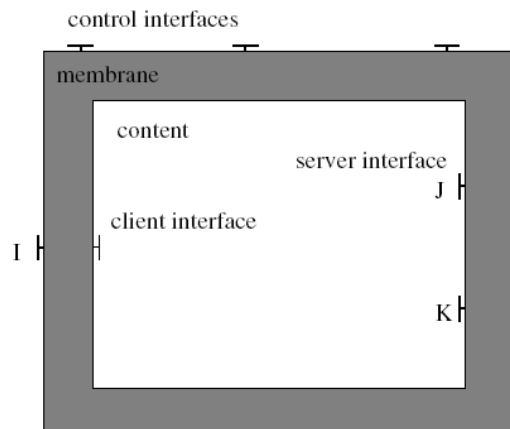 control interfaces
membrane
content
server interface
J
client interface
I
K